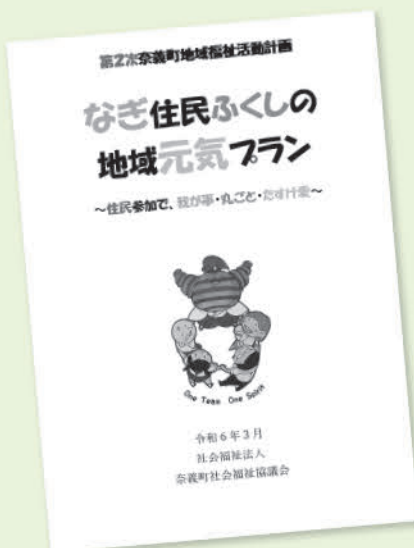 第2次奈義町地域福祉活動計画
なぎ住民ふくしの
地域元気プラン
～住民参加で、我が事・丸ごと・たすけ愛～
One Team One Spirit
令和6年3月
社会福祉法人
奈義町社会福祉協議会